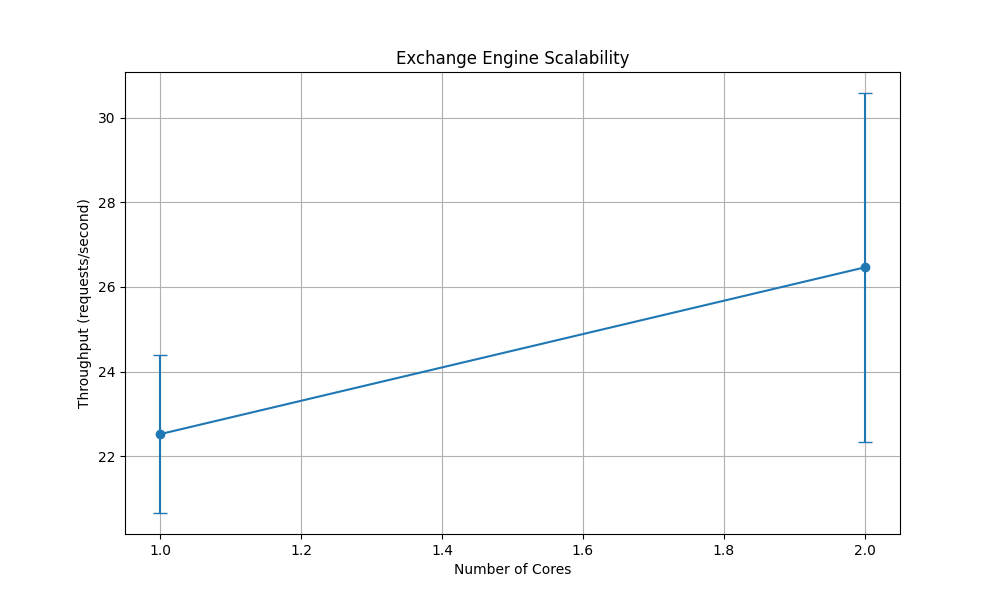 Exchange Engine Scalability
Throughput (requests/second)
30
28
26
24
22
1.0 1.2 1.4 1.6 1.8 2.0
Number of Cores